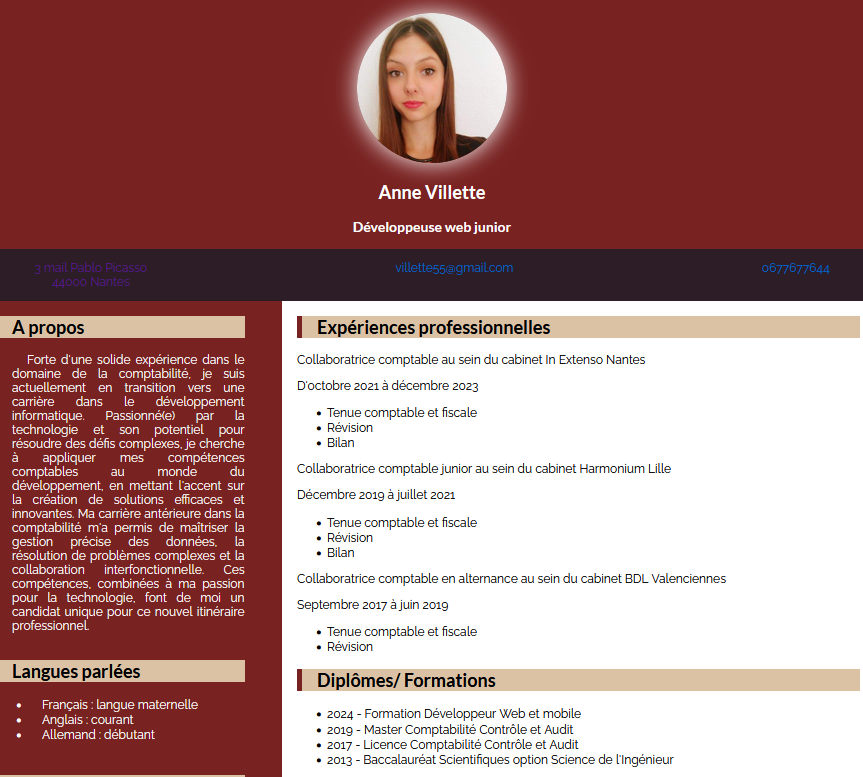 Anne Villette
Développeuse web junior
3 mail Pablo Picasso
44000 Nantes
villette55@gmail.com
0677677644
A propos
Forte d'une solide expérience dans le
domaine de la comptabilité, je suis
actuellement en transition vers une
carrière dans le développement
informatique. Passionné(e) par la
technologie et son potentiel pour
résoudre des défis complexes, je cherche
à appliquer mes compétences
comptables au monde du
développement, en mettant l'accent sur
la création de solutions efficaces et
innovantes. Ma carrière antérieure dans la
comptabilité m'a permis de maîtriser la
gestion précise des données, la
résolution de problèmes complexes et la
collaboration interfonctionnelle. Ces
compétences, combinées à ma passion
pour la technologie, font de moi un
candidat unique pour ce nouvel itinéraire
professionnel.
Langues parlées
• Français : langue maternelle
• Anglais : courant
• Allemand : débutant
Expériences professionnelles
Collaboratrice comptable au sein du cabinet In Extenso Nantes
D'octobre 2021 à décembre 2023
• Tenue comptable et fiscale
• Révision
• Bilan
Collaboratrice comptable junior au sein du cabinet Harmonium Lille
Décembre 2019 à juillet 2021
• Tenue comptable et fiscale
• Révision
• Bilan
Collaboratrice comptable en alternance au sein du cabinet BDL Valenciennes
Septembre 2017 à juin 2019
• Tenue comptable et fiscale
• Révision
Diplômes/ Formations
• 2024 - Formation Développeur Web et mobile
• 2019 - Master Comptabilité Contrôle et Audit
• 2017 - Licence Comptabilité Contrôle et Audit
• 2013 - Baccalauréat Scientifiques option Science de l'Ingénieur